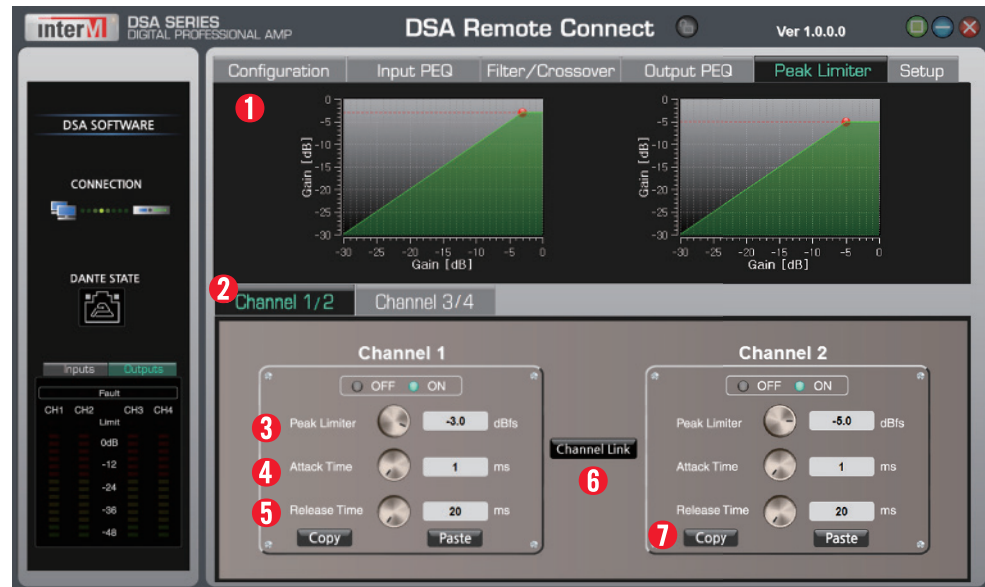 interM DSA SERIES
DIGITAL PROFESSIONAL AMP
DSA Remote Connect
Ver 1.0.0.0
Configuration Input PEQ Filter/Crossover Output PEQ Peak Limiter Setup
DSA SOFTWARE
CONNECTION
DANTE STATE
Inputs Outputs
Fault
CH1 CH2 CH3 CH4
Limit
0dB
-12
-24
-36
-48
1
Gain [dB]
0
-5
-10
-15
-20
-25
-30
-30 -25 -20 -15 -10 -5 0
Gain [dB]
Gain [dB]
0
-5
-10
-15
-20
-25
-30
-30 -25 -20 -15 -10 -5 0
Gain [dB]
2
Channel 1/2 Channel 3/4
Channel 1
OFF ON
3 Peak Limiter -3.0 dBfs
4 Attack Time 1 ms
5 Release Time 20 ms
Copy Paste
Channel Link
6
Channel 2
OFF ON
Peak Limiter -5.0 dBfs
Attack Time 1 ms
Release Time 20 ms
7 Copy Paste